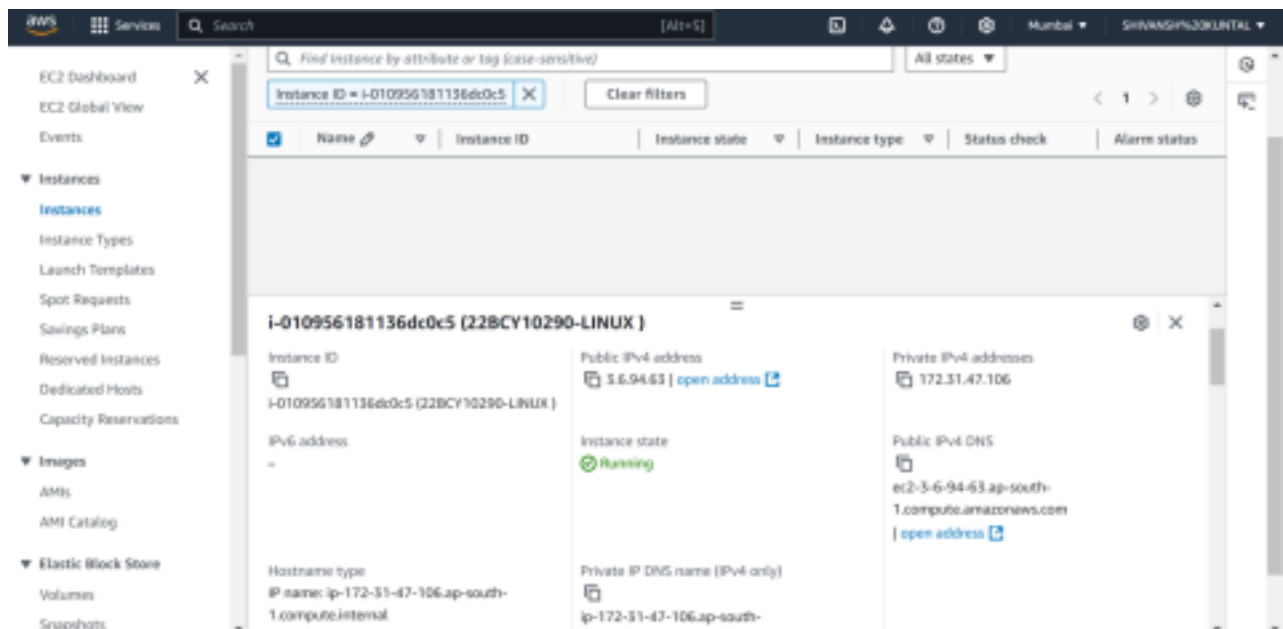 aws Services Search [Alt+S] Mumbai SHIVANSH%20KUNTAL
EC2 Dashboard
EC2 Global View
Events
Instances
Instances
Instance Types
Launch Templates
Spot Requests
Savings Plans
Reserved Instances
Dedicated Hosts
Capacity Reservations
Images
AMIs
AMI Catalog
Elastic Block Store
Volumes
Snapshots
Find Instance by attribute or tag (case-sensitive) All states
Instance ID = i-010956181136dc0c5 Clear filters 1
Name Instance ID Instance state Instance type Status check Alarm status
i-010956181136dc0c5 (22BCY10290-LINUX )
Instance ID
i-010956181136dc0c5 (22BCY10290-LINUX )
Public IPv4 address
3.6.94.63 | open address
Private IPv4 addresses
172.31.47.106
IPv6 address
–
Instance state
Running
Public IPv4 DNS
ec2-3-6-94-63.ap-south-
1.compute.amazonaws.com
| open address
Hostname type
IP name: ip-172-31-47-106.ap-south-
1.compute.internal
Private IP DNS name (IPv4 only)
ip-172-31-47-106.ap-south-